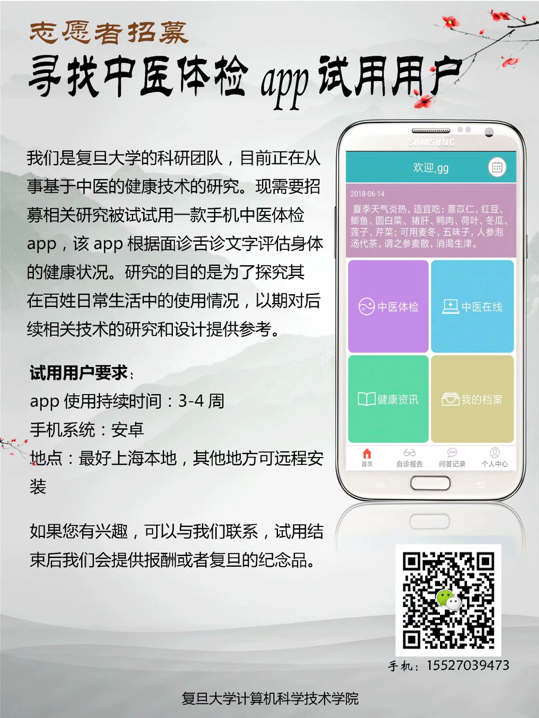 志愿者招募
寻找中医体检 app 试用用户
我们是复旦大学的科研团队，目前正在从
事基于中医的健康技术的研究。现需要招
募相关研究被试试用一款手机中医体检
app，该 app 根据面诊舌诊文字评估身体
的健康状况。研究的目的是为了探究其
在百姓日常生活中的使用情况，以期对后
续相关技术的研究和设计提供参考。
试用用户要求：
app 使用持续时间：3-4 周
手机系统：安卓
地点：最好上海本地，其他地方可远程安
装
如果您有兴趣，可以与我们联系，试用结
束后我们会提供报酬或者复旦的纪念品。
SAMSUNG
欢迎,gg
2018-06-14
夏季天气炎热，适宜吃：薏苡仁、红豆、
鲫鱼、圆白菜、猪肝、鸭肉、荷叶、冬瓜、
莲子、芹菜；可用麦冬，五味子，人参泡
汤代茶，谓之参麦散，消渴生津。
中医体检
中医在线
健康资讯
我的档案
首页
自诊报告
问答记录
个人中心
手机：15527039473
复旦大学计算机科学技术学院